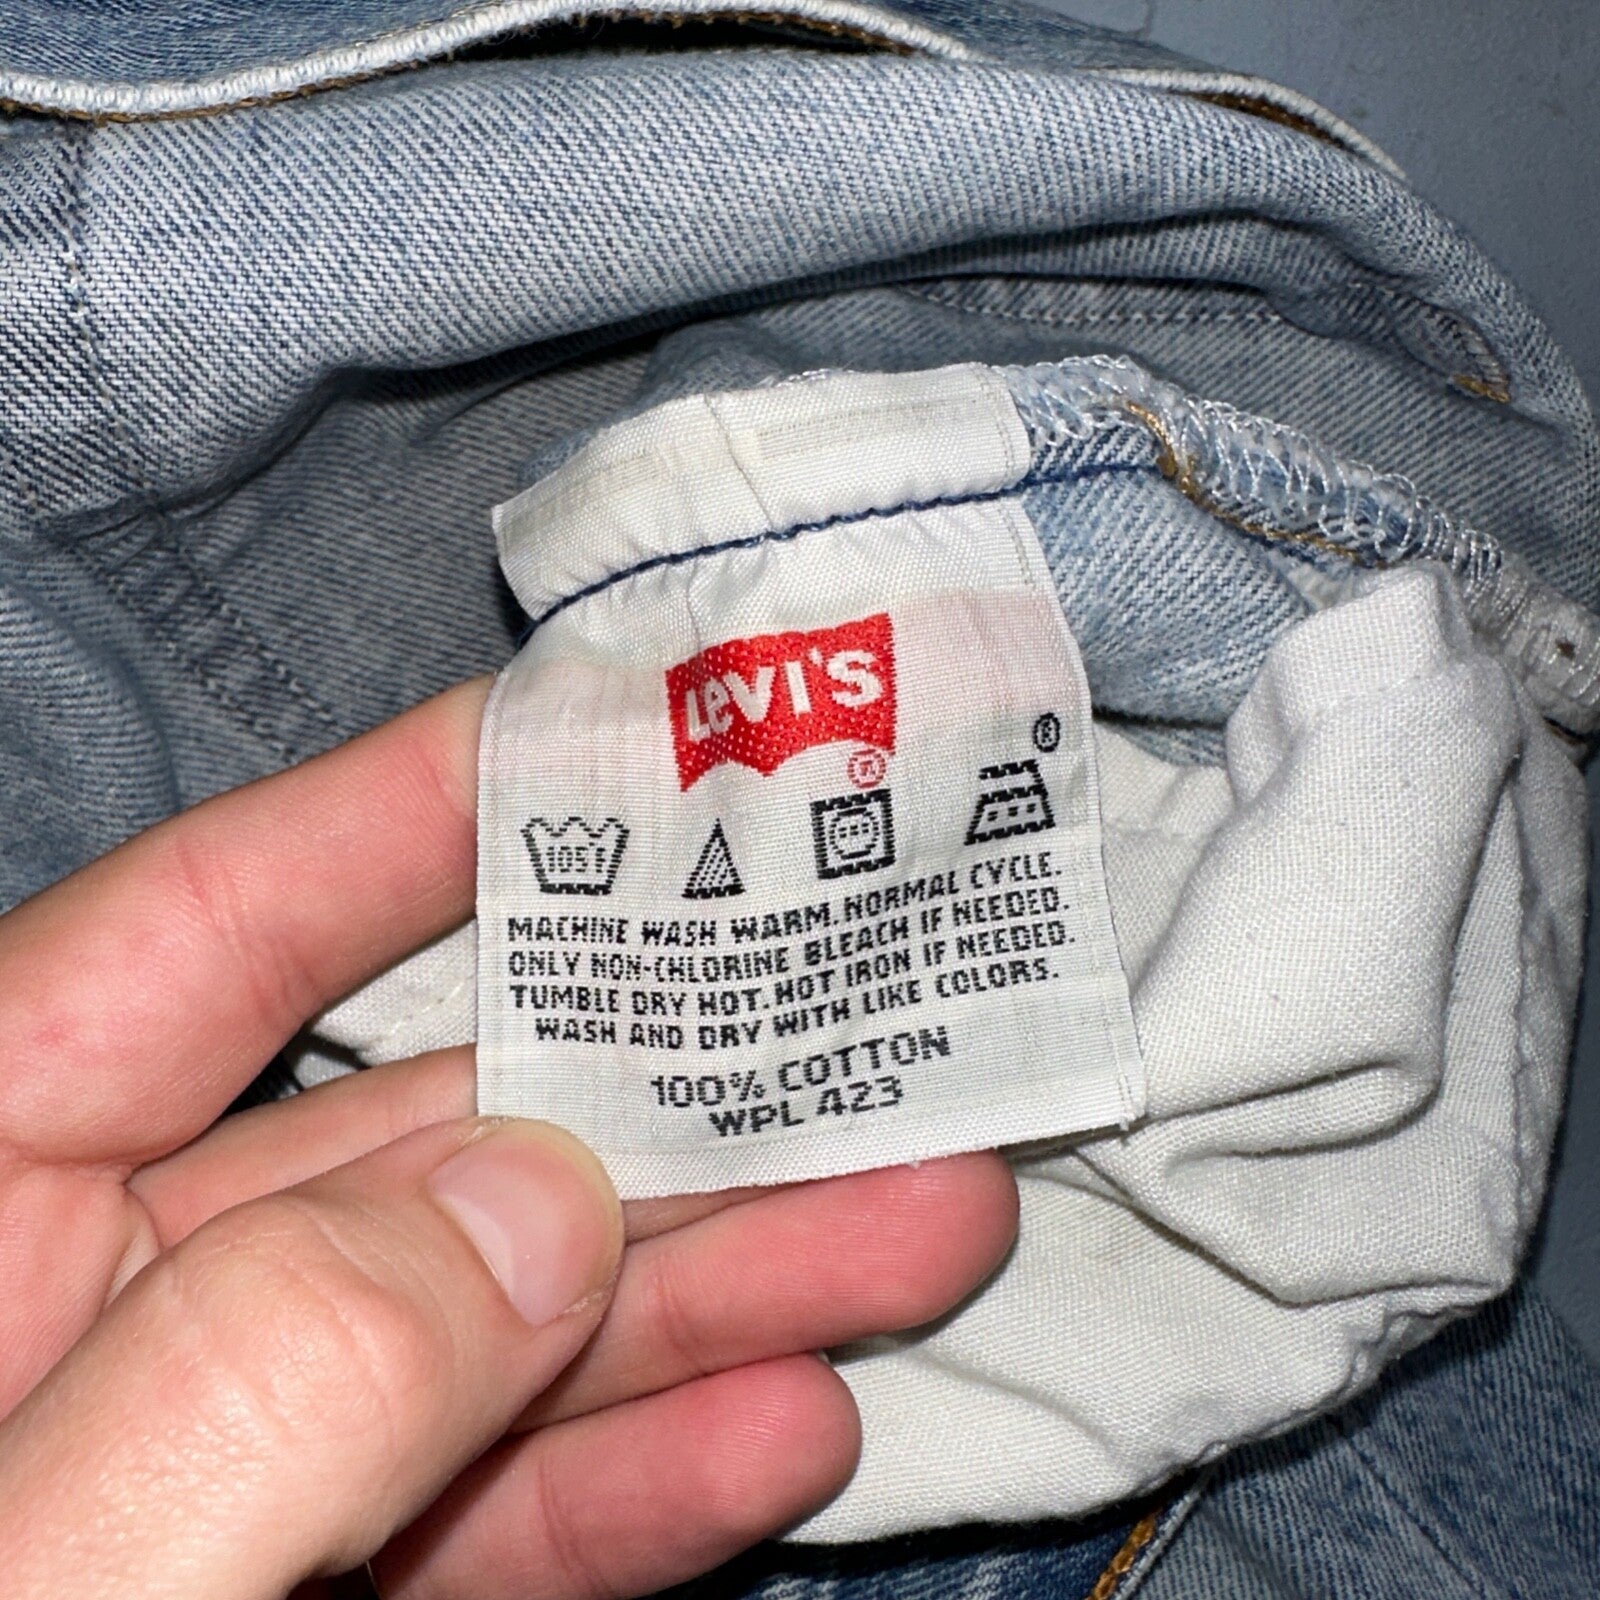 LeVI'S
®
®
105°F
MACHINE WASH WARM. NORMAL CYCLE.
ONLY NON-CHLORINE BLEACH IF NEEDED.
TUMBLE DRY HOT. HOT IRON IF NEEDED.
WASH AND DRY WITH LIKE COLORS.
100% COTTON
WPL 423